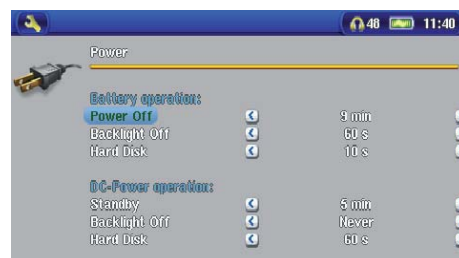 48 11:40
Power
Battery operation:
Power Off 9 min
Backlight Off 60 s
Hard Disk 10 s
DC-Power operation:
Standby 5 min
Backlight Off Never
Hard Disk 60 s